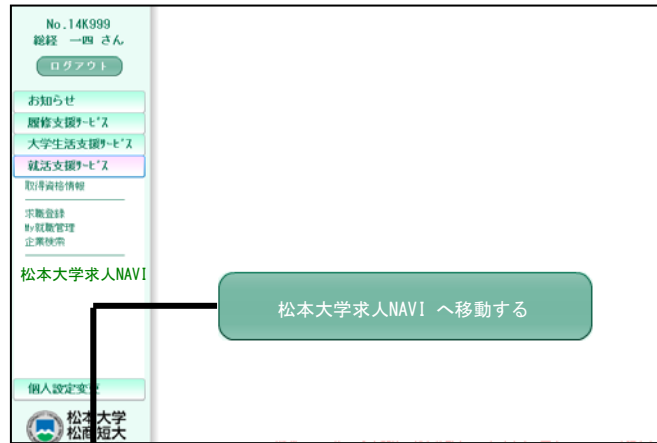 No.14K999
総経 一四 さん
ログアウト
お知らせ
履修支援ｻｰﾋﾞｽ
大学生活支援ｻｰﾋﾞｽ
就活支援ｻｰﾋﾞｽ
取得資格情報
求職登録
My就職管理
企業検索
松本大学求人NAVI
松本大学求人NAVI へ移動する
個人設定変更
松本大学
松商短大